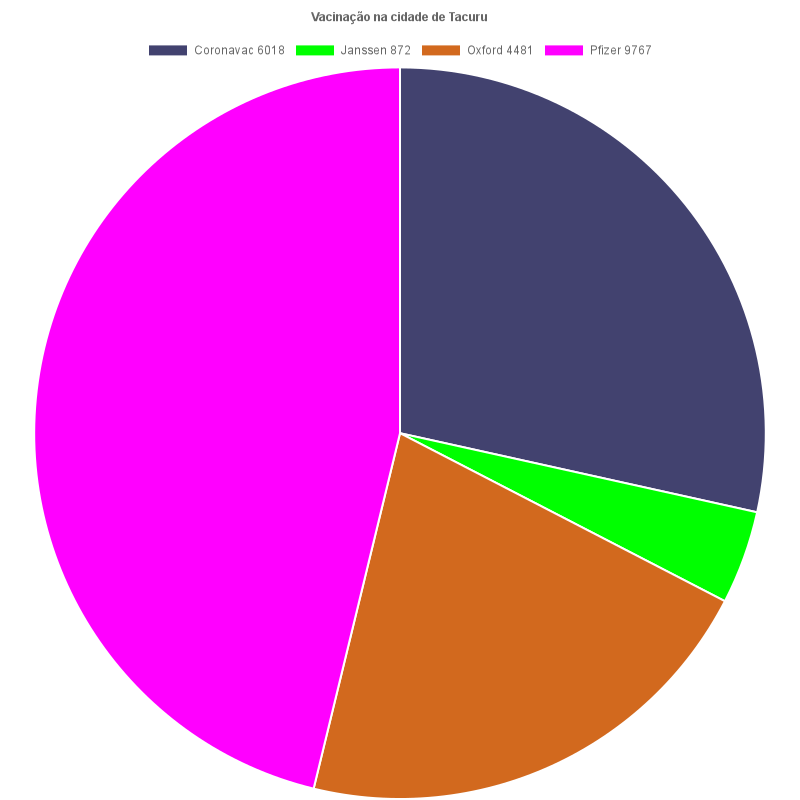 Vacinação na cidade de Tacuru
Coronavac 6018 Janssen 872 Oxford 4481 Pfizer 9767